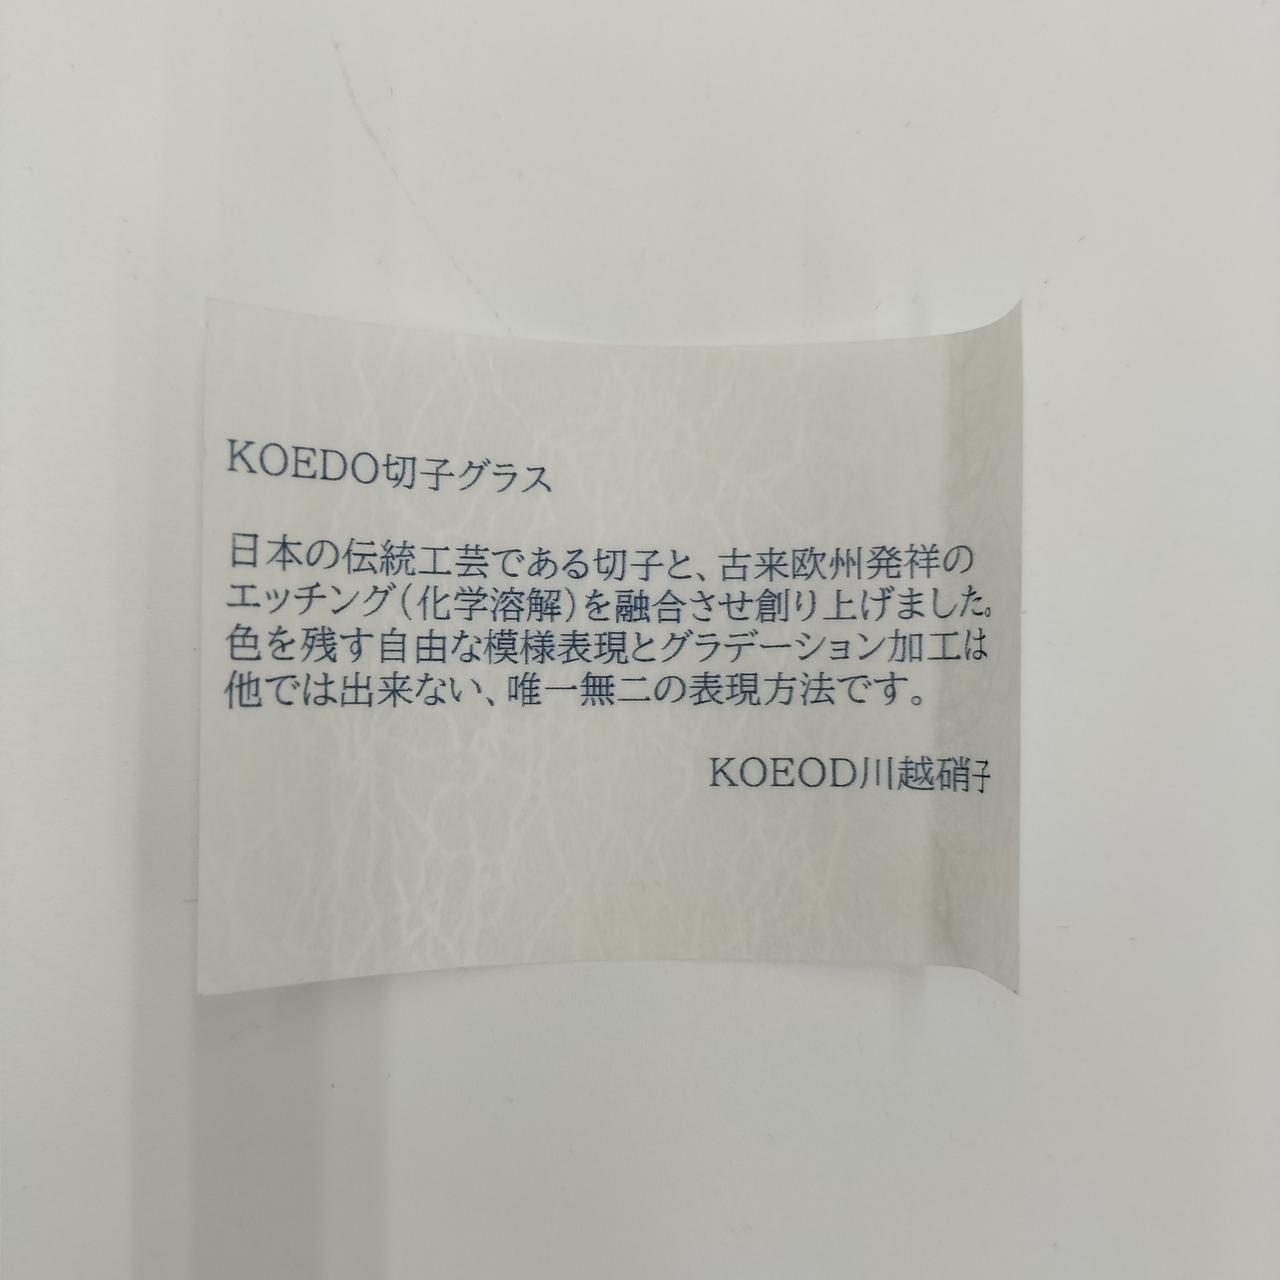 KOEDO切子グラス
日本の伝統工芸である切子と、古来欧州発祥の
エッチング(化学溶解)を融合させ創り上げました。
色を残す自由な模様表現とグラデーション加工は
他では出来ない、唯一無二の表現方法です。
KOEOD川越硝子